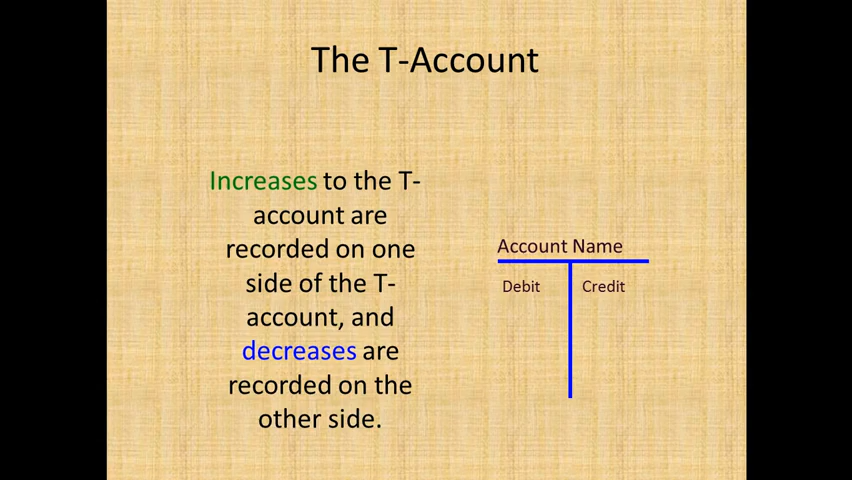 The T-Account
Increases to the T-
account are
recorded on one
side of the T-
account, and
decreases are
recorded on the
other side.
Account Name
Debit
Credit